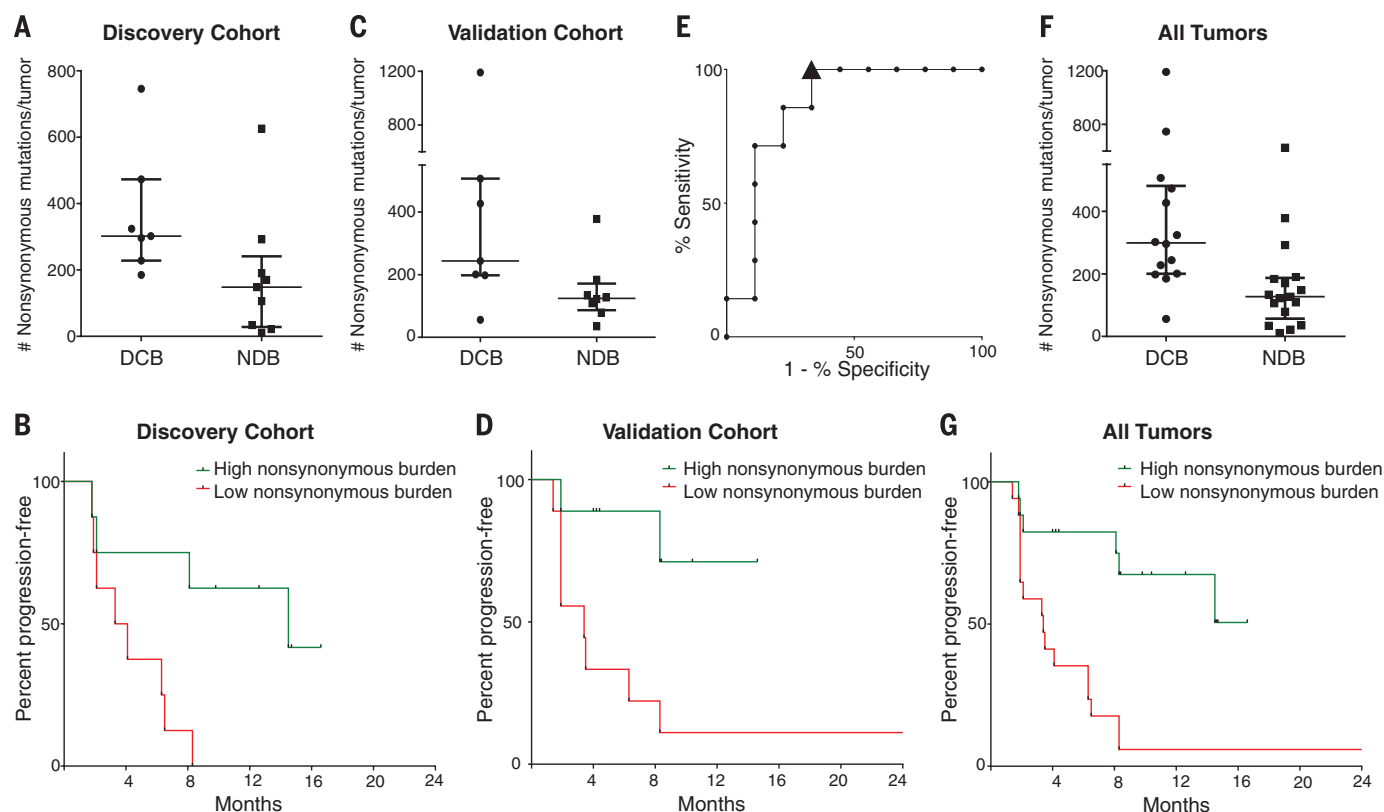 A
Discovery Cohort
# Nonsynonymous mutations/tumor
800
600
400
200
0
DCB
NDB
C
Validation Cohort
# Nonsynonymous mutations/tumor
1200
800
400
200
0
DCB
NDB
E
% Sensitivity
100
50
0
50
100
1 - % Specificity
F
All Tumors
# Nonsynonymous mutations/tumor
1200
800
400
200
0
DCB
NDB
B
Discovery Cohort
High nonsynonymous burden
Low nonsynonymous burden
Percent progression-free
100
50
0
4
8
12
16
20
24
Months
D
Validation Cohort
High nonsynonymous burden
Low nonsynonymous burden
Percent progression-free
100
50
0
4
8
12
16
20
24
Months
G
All Tumors
High nonsynonymous burden
Low nonsynonymous burden
Percent progression-free
100
50
0
4
8
12
16
20
24
Months